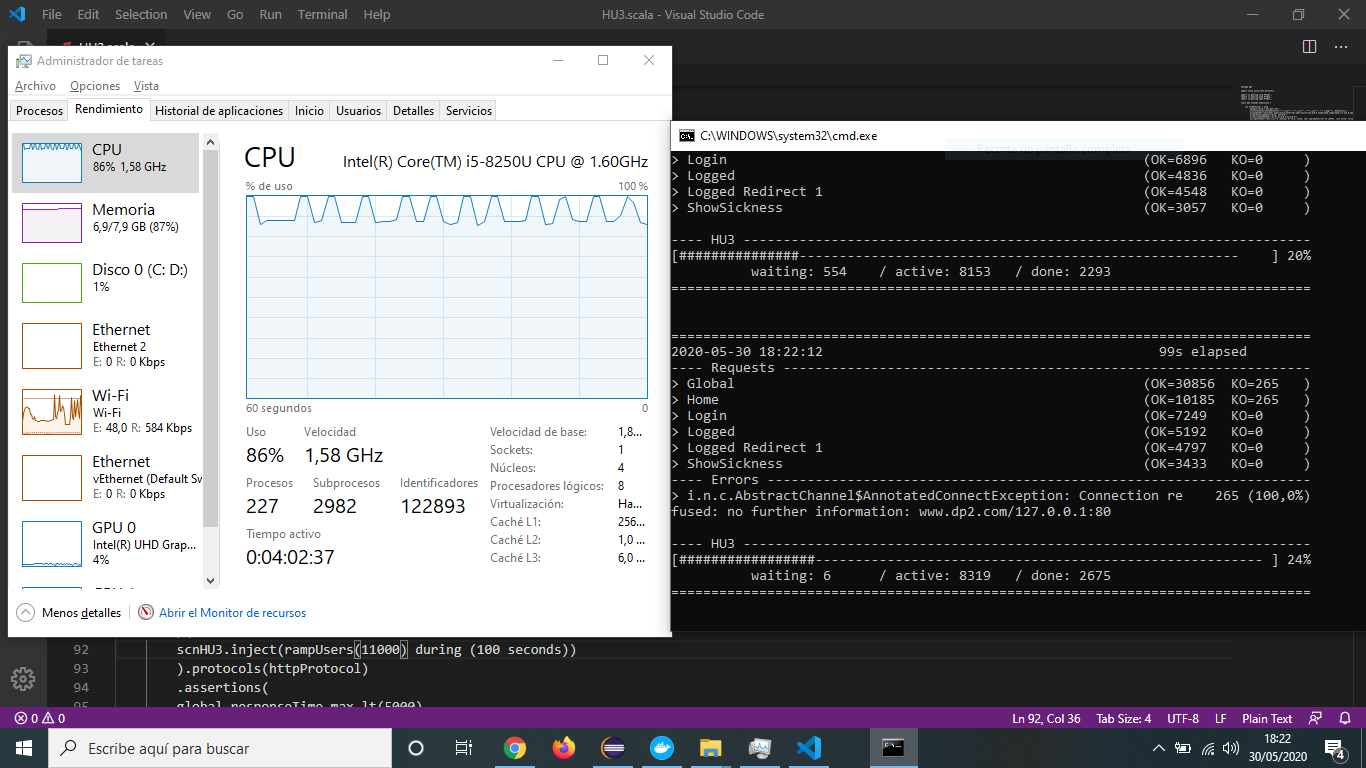 File Edit Selection View Go Run Terminal Help
HU3.scala - Visual Studio Code
Administrador de tareas
Archivo Opciones Vista
Procesos Rendimiento Historial de aplicaciones Inicio Usuarios Detalles Servicios
CPU
86% 1,58 GHz
Memoria
6,9/7,9 GB (87%)
Disco 0 (C: D:)
1%
Ethernet
Ethernet 2
E: 0 R: 0 Kbps
Wi-Fi
Wi-Fi
E: 48,0 R: 584 Kbps
Ethernet
vEthernet (Default Sv
E: 0 R: 0 Kbps
GPU 0
Intel(R) UHD Grap...
4%
CPU
Intel(R) Core(TM) i5-8250U CPU @ 1.60GHz
% de uso 100 %
60 segundos 0
Uso Velocidad
86% 1,58 GHz
Procesos Subprocesos Identificadores
227 2982 122893
Tiempo activo
0:04:02:37
Velocidad de base: 1,8...
Sockets: 1
Núcleos: 4
Procesadores lógicos: 8
Virtualización: Ha...
Caché L1: 256...
Caché L2: 1,0 ...
Caché L3: 6,0 ...
Menos detalles Abrir el Monitor de recursos
C:\WINDOWS\system32\cmd.exe
Recorte de pantalla completa
> Login (OK=6896 KO=0 )
> Logged (OK=4836 KO=0 )
> Logged Redirect 1 (OK=4548 KO=0 )
> ShowSickness (OK=3057 KO=0 )
---- HU3 -----------------------------------------------------------------------
[###############------------------------------------------------------- ] 20%
waiting: 554 / active: 8153 / done: 2293
================================================================================
================================================================================
2020-05-30 18:22:12 99s elapsed
---- Requests ------------------------------------------------------------------
> Global (OK=30856 KO=265 )
> Home (OK=10185 KO=265 )
> Login (OK=7249 KO=0 )
> Logged (OK=5192 KO=0 )
> Logged Redirect 1 (OK=4797 KO=0 )
> ShowSickness (OK=3433 KO=0 )
---- Errors --------------------------------------------------------------------
> i.n.c.AbstractChannel$AnnotatedConnectException: Connection re 265 (100,0%)
fused: no further information: www.dp2.com/127.0.0.1:80
---- HU3 -----------------------------------------------------------------------
[#################-------------------------------------------------------- ] 24%
waiting: 6 / active: 8319 / done: 2675
================================================================================
92 scnHU3.inject(rampUsers(11000) during (100 seconds))
93 ).protocols(httpProtocol)
94 .assertions(
95 global.responseTime.max.lt(5000)
0 0 Ln 92, Col 36 Tab Size: 4 UTF-8 LF Plain Text
Escribe aquí para buscar
18:22
30/05/2020
4